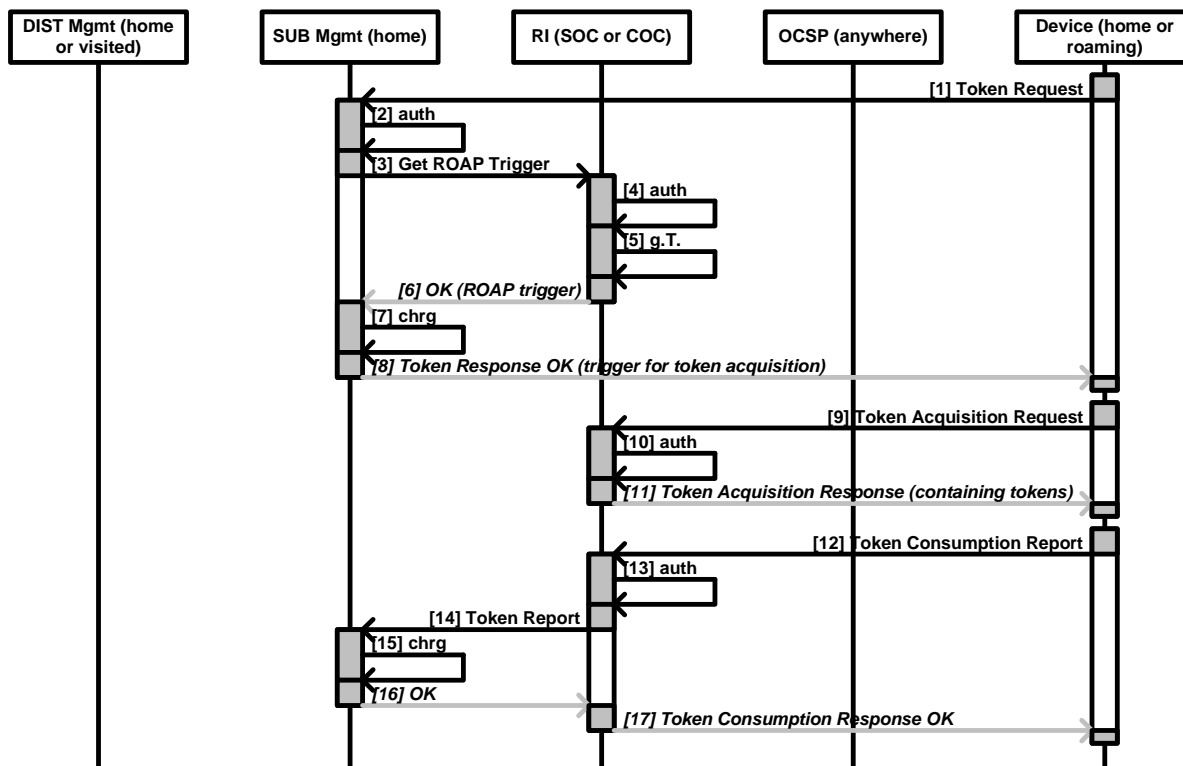 DIST Mgmt (home
or visited)
SUB Mgmt (home)
RI (SOC or COC)
OCSP (anywhere)
Device (home or
roaming)
[1] Token Request
[2] auth
[3] Get ROAP Trigger
[4] auth
[5] g.T.
[6] OK (ROAP trigger)
[7] chrg
[8] Token Response OK (trigger for token acquisition)
[9] Token Acquisition Request
[10] auth
[11] Token Acquisition Response (containing tokens)
[12] Token Consumption Report
[13] auth
[14] Token Report
[15] chrg
[16] OK
[17] Token Consumption Response OK